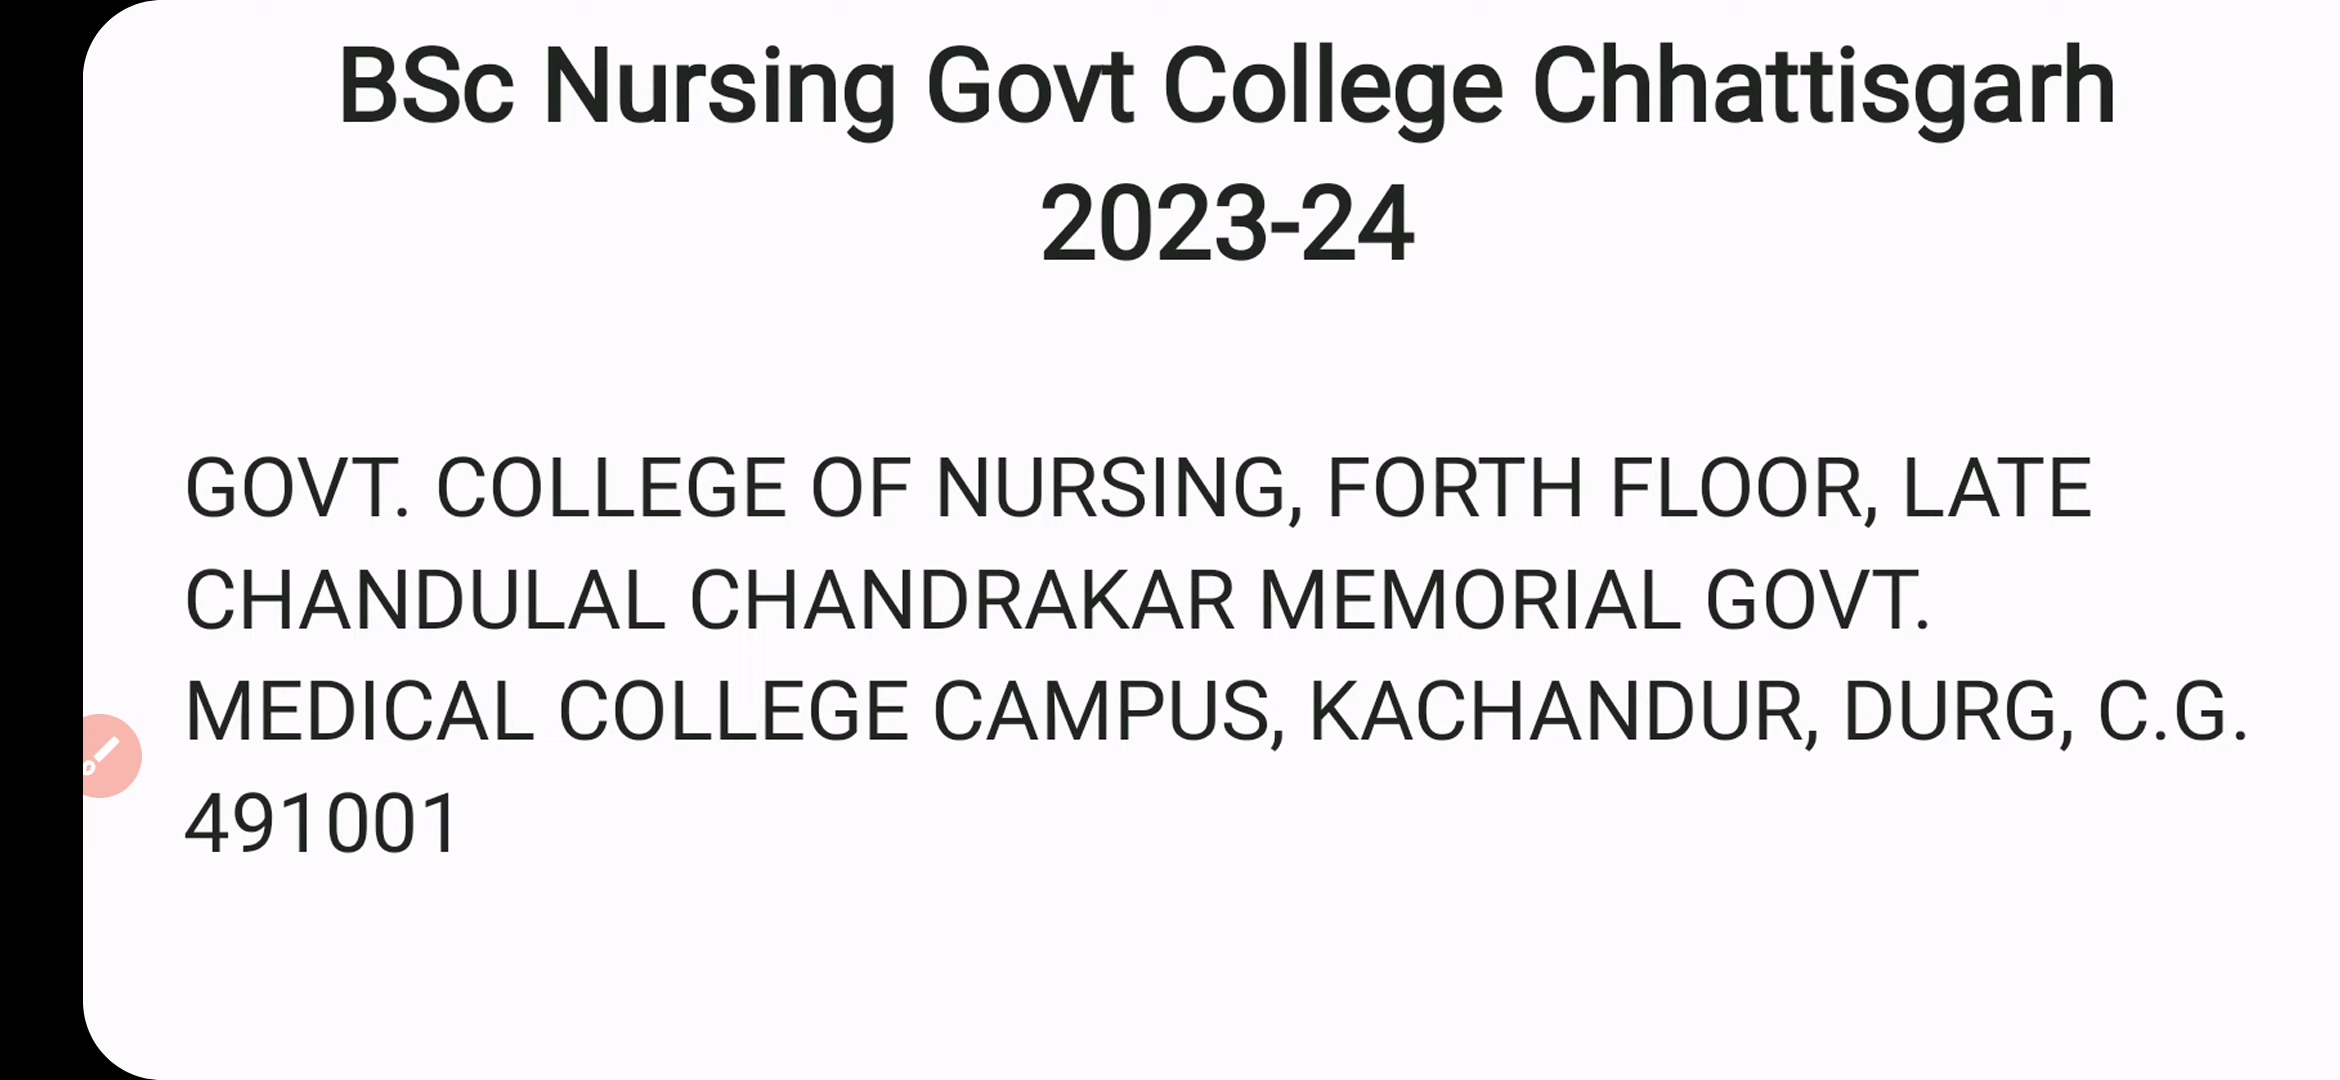 BSc Nursing Govt College Chhattisgarh
2023-24
GOVT. COLLEGE OF NURSING, FORTH FLOOR, LATE
CHANDULAL CHANDRAKAR MEMORIAL GOVT.
MEDICAL COLLEGE CAMPUS, KACHANDUR, DURG, C.G.
491001